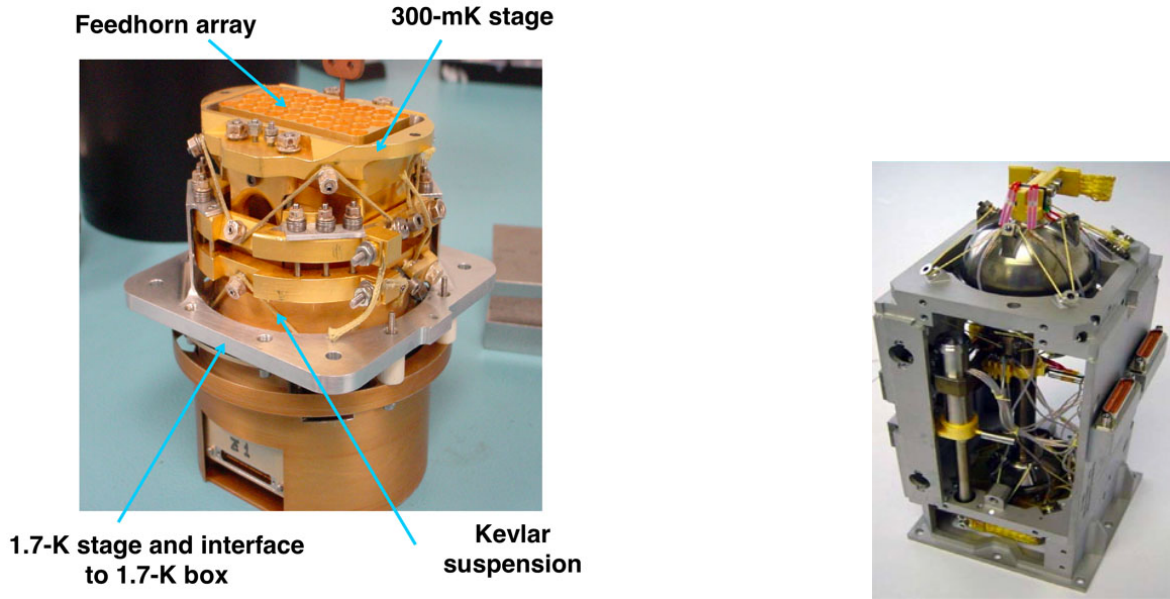 Feedhorn array
300-mK stage
1.7-K stage and interface
to 1.7-K box
Kevlar
suspension